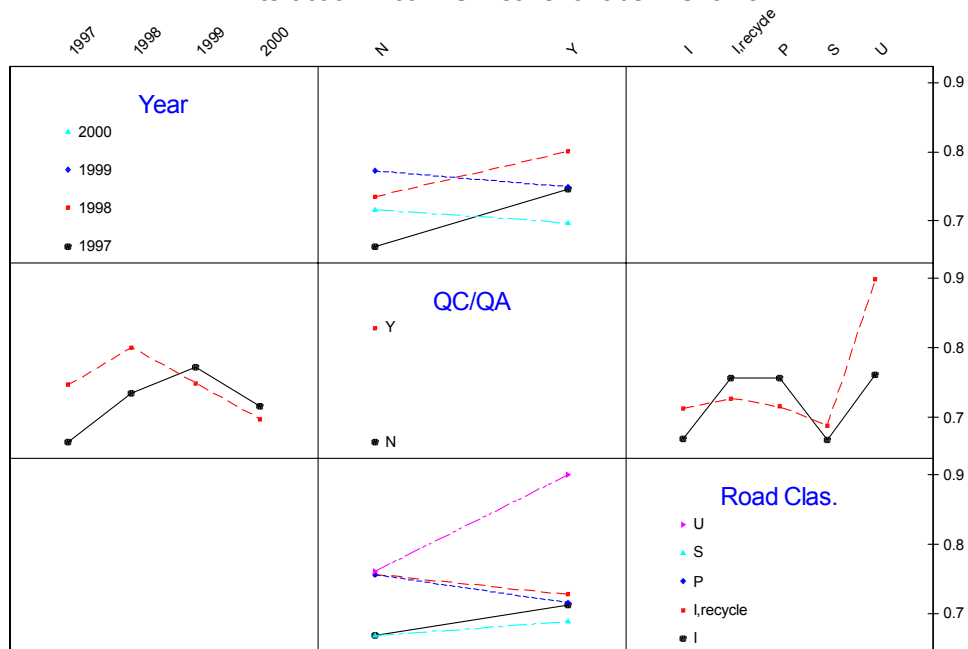 1997 1998 1999 2000 N Y I I,recycle P S U
0.9
0.8
0.7
Year
2000
1999
1998
1997
0.9
0.8
0.7
QC/QA
Y
N
0.9
0.8
0.7
Road Clas.
U
S
P
I,recycle
I